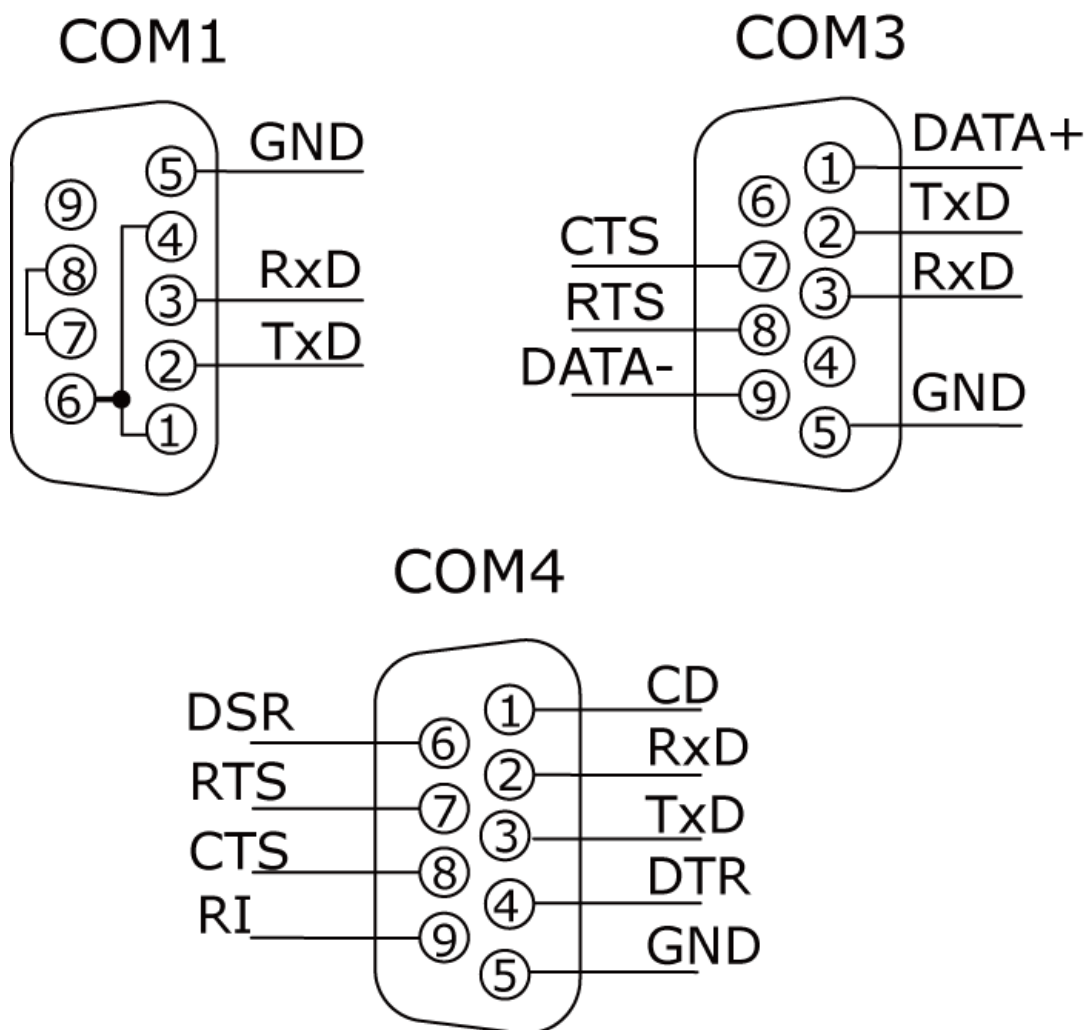 COM1
GND
5
9
4
8
RxD
3
7
TxD
2
6
1
COM3
DATA+
1
6
TxD
2
CTS
7
RxD
3
RTS
8
4
DATA-
9
GND
5
COM4
CD
1
DSR
6
RxD
2
RTS
7
TxD
3
CTS
8
DTR
4
RI
9
GND
5